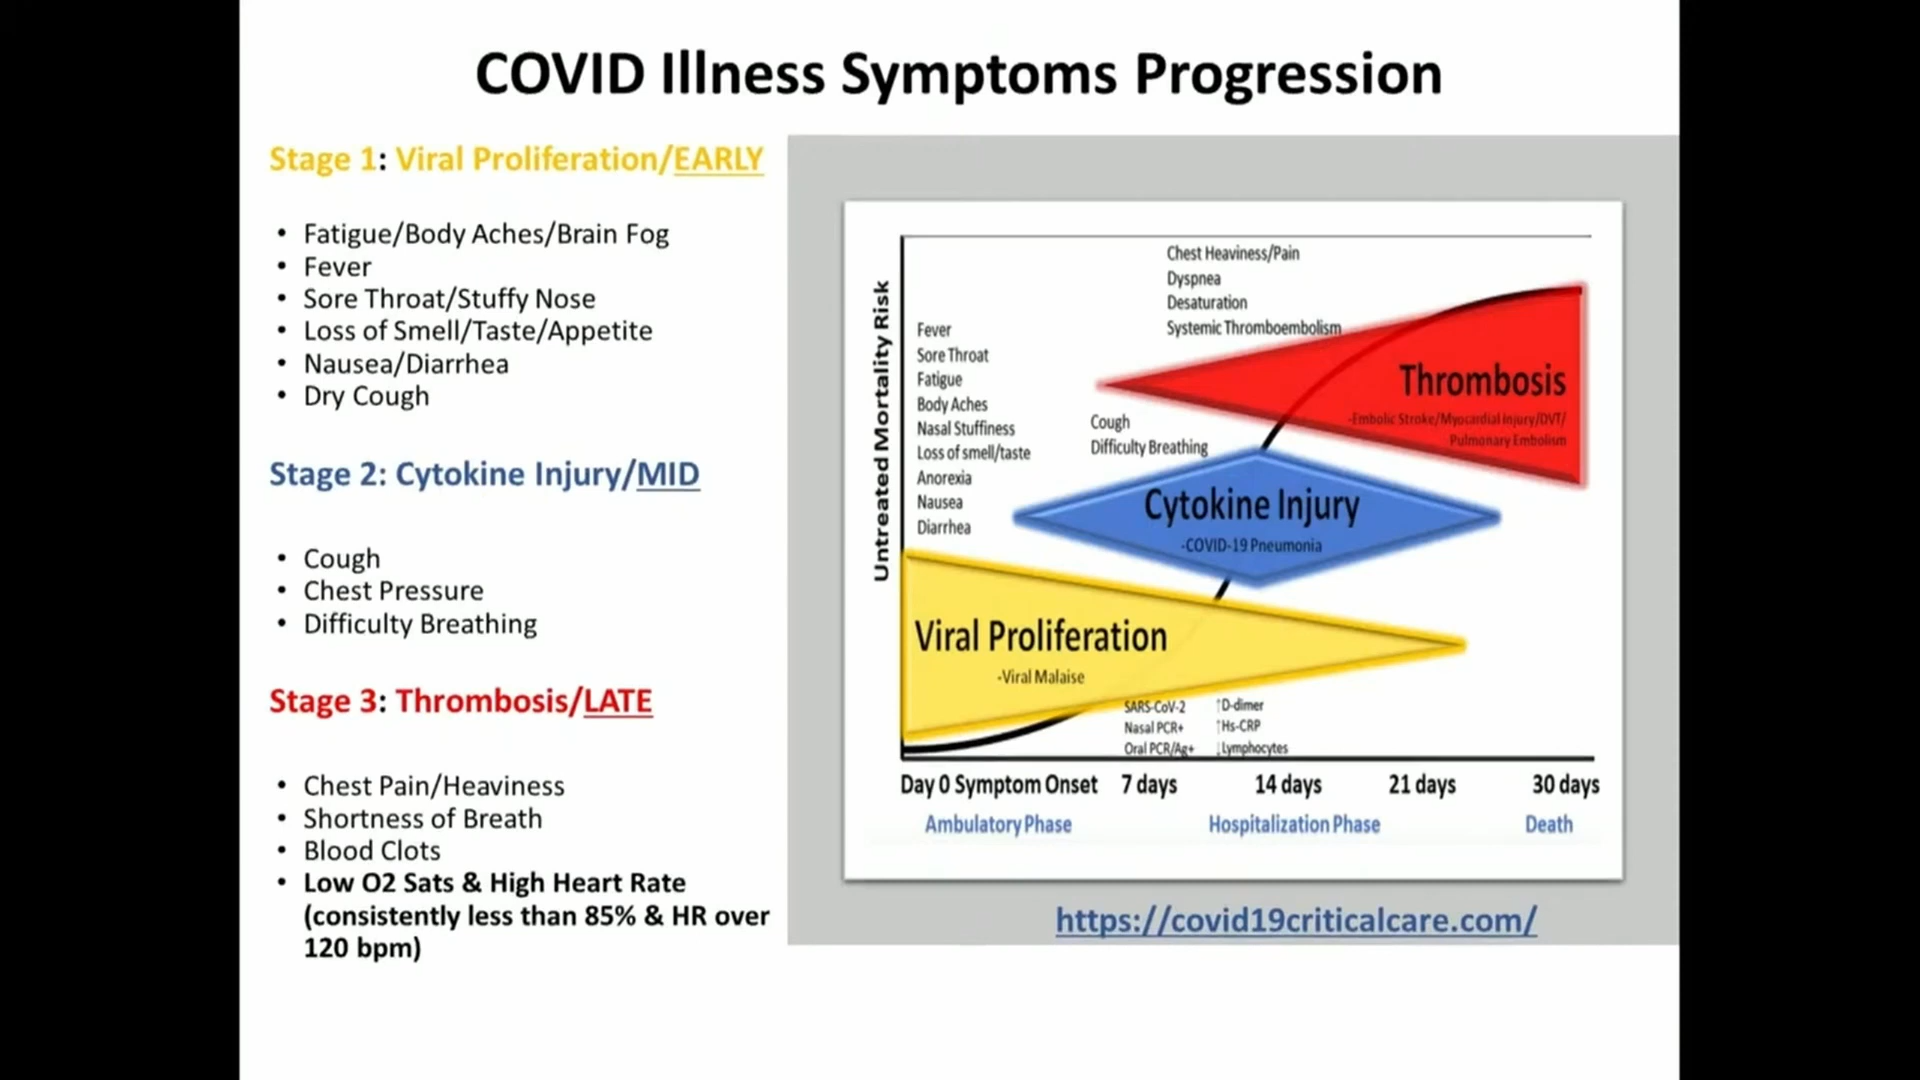 COVID Illness Symptoms Progression
Stage 1: Viral Proliferation/EARLY
• Fatigue/Body Aches/Brain Fog
• Fever
• Sore Throat/Stuffy Nose
• Loss of Smell/Taste/Appetite
• Nausea/Diarrhea
• Dry Cough
Stage 2: Cytokine Injury/MID
• Cough
• Chest Pressure
• Difficulty Breathing
Stage 3: Thrombosis/LATE
• Chest Pain/Heaviness
• Shortness of Breath
• Blood Clots
• Low O2 Sats & High Heart Rate
(consistently less than 85% & HR over
120 bpm)
Untreated Mortality Risk
Fever
Sore Throat
Fatigue
Body Aches
Nasal Stuffiness
Loss of smell/taste
Anorexia
Nausea
Diarrhea
Cough
Difficulty Breathing
Chest Heaviness/Pain
Dyspnea
Desaturation
Systemic Thromboembolism
Thrombosis
-Embolic Stroke/Myocardial Injury/DVT/
Pulmonary Embolism
Cytokine Injury
-COVID-19 Pneumonia
Viral Proliferation
-Viral Malaise
SARS-CoV-2
Nasal PCR+
Oral PCR/Ag+
↑D-dimer
↑Hs-CRP
↓Lymphocytes
Day 0 Symptom Onset
7 days
14 days
21 days
30 days
Ambulatory Phase
Hospitalization Phase
Death
https://covid19criticalcare.com/